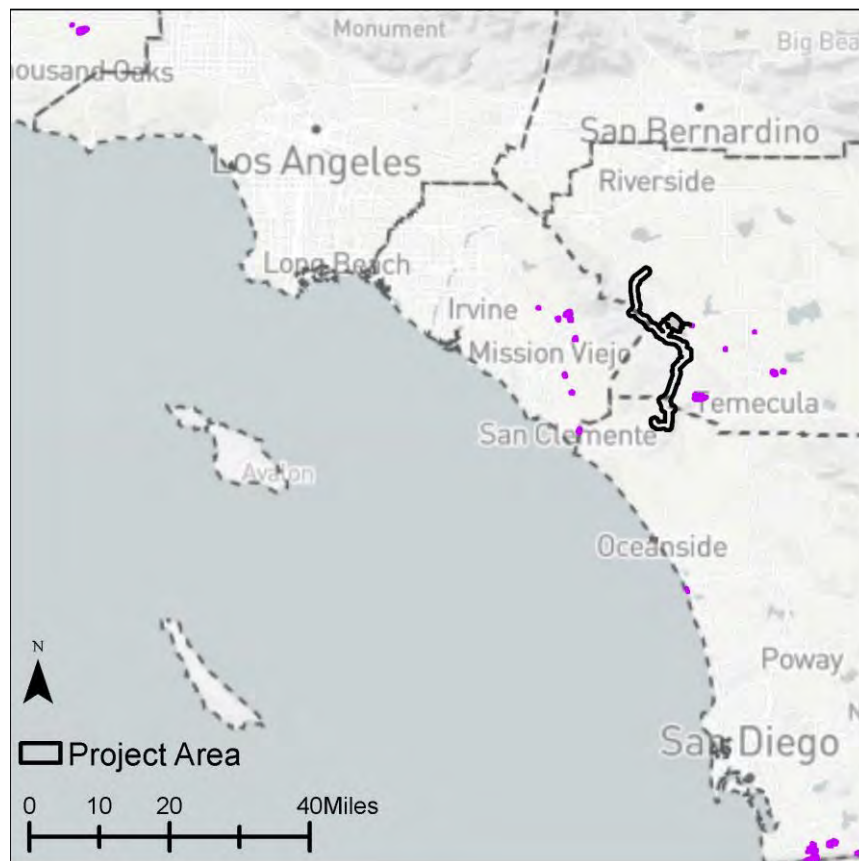 Monument
Big Bea
housand Oaks
San Bernardino
Los Angeles
Riverside
Long Beach
Irvine
Mission Viejo
Temecula
San Clemente
Avalon
Oceanside
N
Poway
N
San Diego
Project Area
0 10 20 40Miles